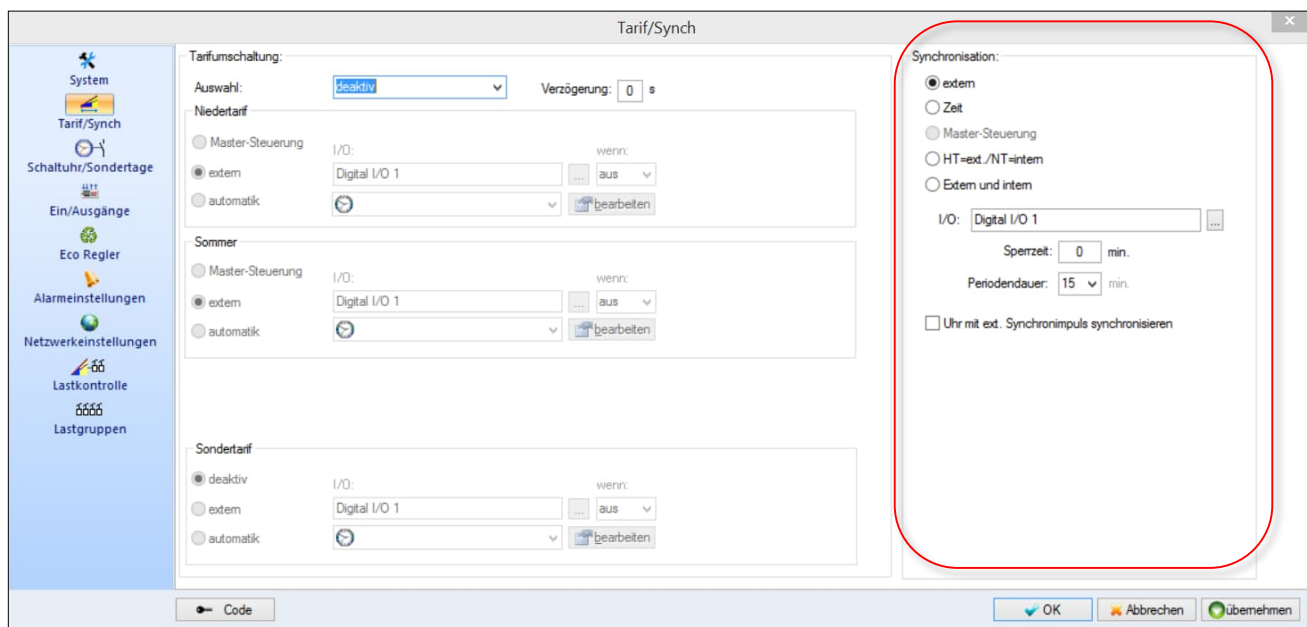 Tarif/Synch
System
Tarif/Synch
Schaltuhr/Sondertage
Ein/Ausgänge
Eco Regler
Alarmeinstellungen
Netzwerkeinstellungen
Lastkontrolle
Lastgruppen
Tarifumschaltung:
Auswahl: deaktiv Verzögerung: 0 s
Niedertarif
Master-Steuerung I/O: wenn:
extern Digital I/O 1 ... aus
automatik bearbeiten
Sommer
Master-Steuerung I/O: wenn:
extern Digital I/O 1 ... aus
automatik bearbeiten
Sondertarif
deaktiv I/O: wenn:
extern Digital I/O 1 ... aus
automatik bearbeiten
Synchronisation:
extern
Zeit
Master-Steuerung
HT=ext./NT=intern
Extern und intern
I/O: Digital I/O 1 ...
Sperrzeit: 0 min.
Periodendauer: 15 min.
Uhr mit ext. Synchronimpuls synchronisieren
Code OK Abbrechen übernehmen